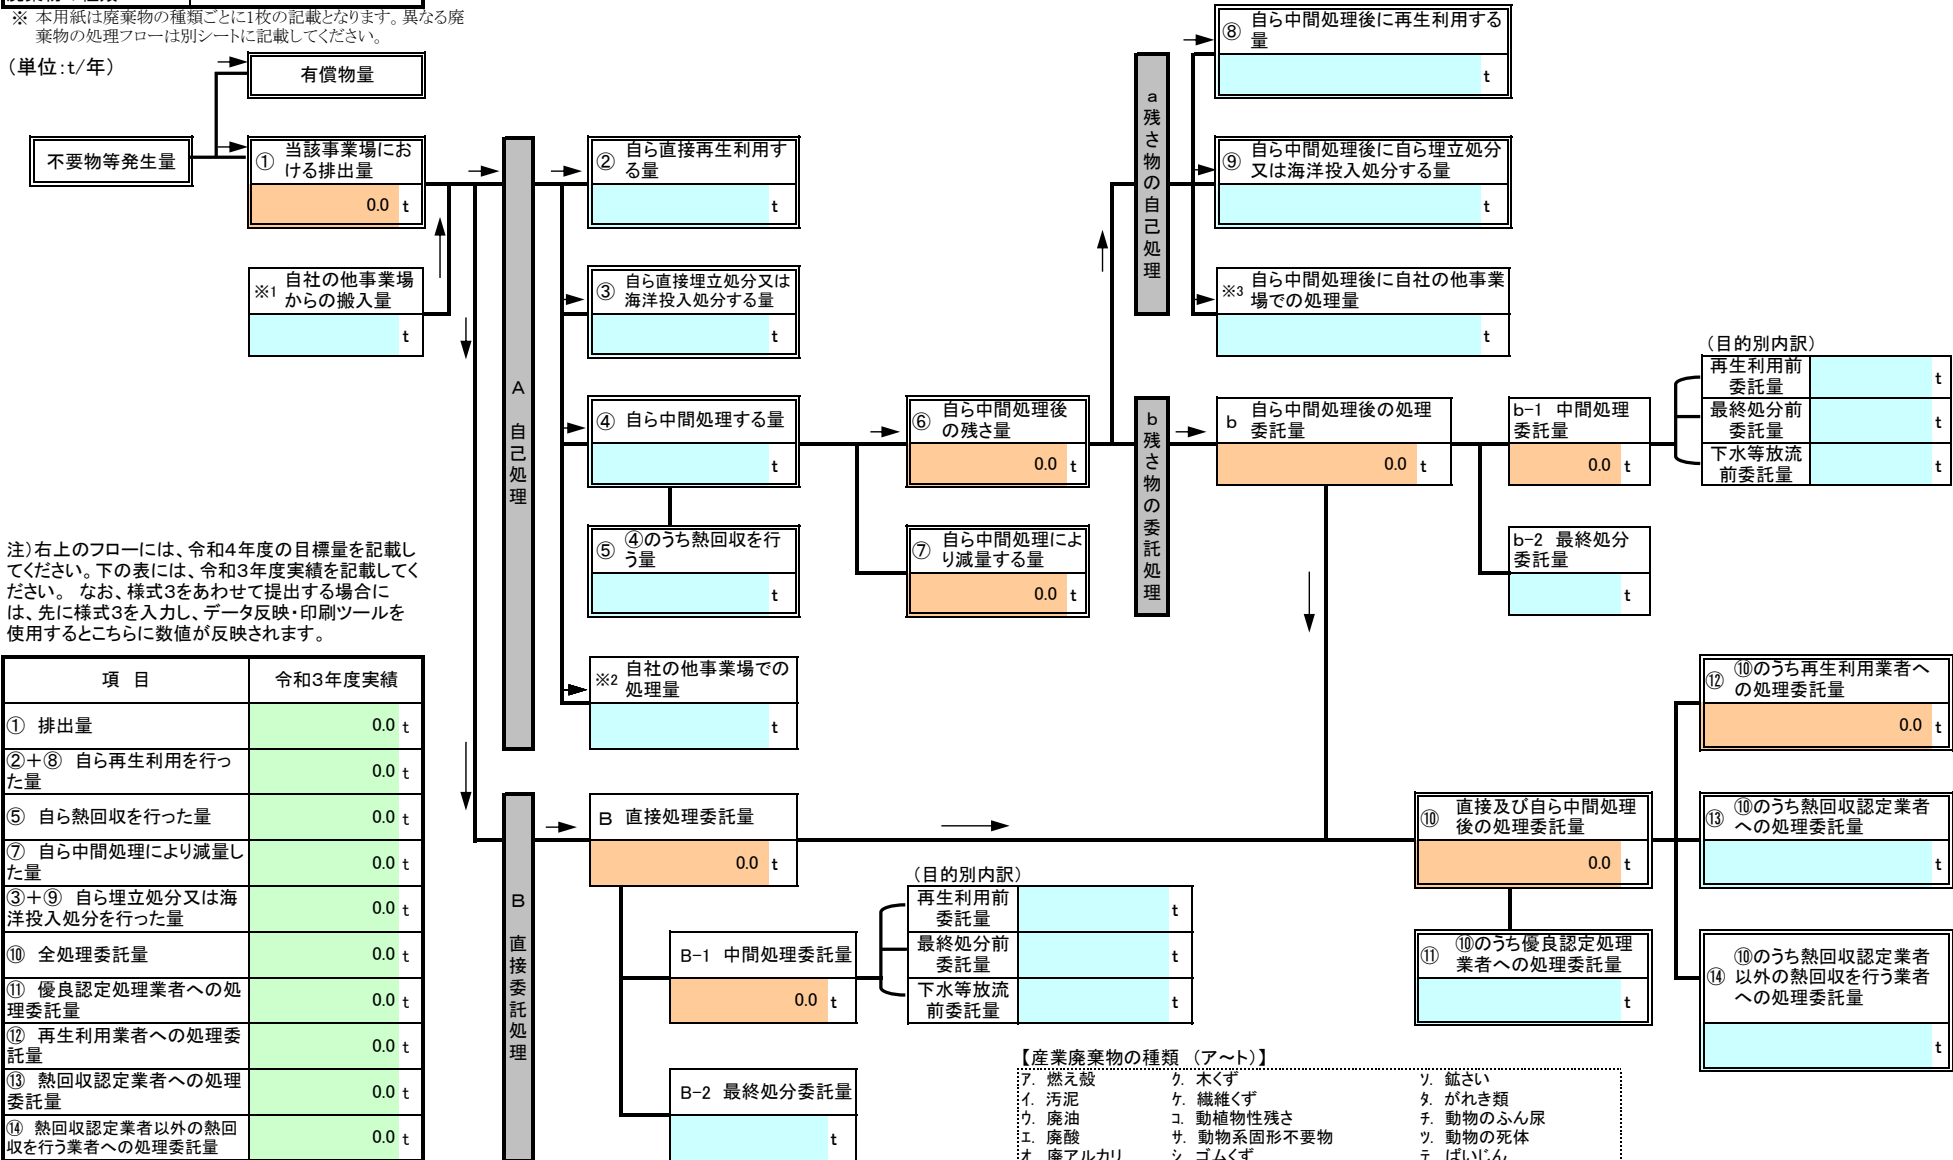 ※ 本用紙は廃棄物の種類ごとに1枚の記載となります。異なる廃
棄物の処理フローは別シートに記載してください。
（単位:t/年）
有償物量
不要物等発生量
① 当該事業場にお
ける排出量
0.0 t
※1 自社の他事業場
からの搬入量
t
A 自己処理
② 自ら直接再生利用す
る量
t
③ 自ら直接埋立処分又は
海洋投入処分する量
t
④ 自ら中間処理する量
t
⑤ ④のうち熱回収を行
う量
t
※2 自社の他事業場での
処理量
t
⑥ 自ら中間処理後
の残さ量
0.0 t
⑦ 自ら中間処理によ
り減量する量
0.0 t
a残さ物の自己処理
⑧ 自ら中間処理後に再生利用する
量
t
⑨ 自ら中間処理後に自ら埋立処分
又は海洋投入処分する量
t
※3 自ら中間処理後に自社の他事業
場での処理量
t
b残さ物の委託処理
b 自ら中間処理後の処理
委託量
0.0 t
b-1 中間処理
委託量
0.0 t
（目的別内訳）
再生利用前
委託量
t
最終処分前
委託量
t
下水等放流
前委託量
t
b-2 最終処分
委託量
t
注）右上のフローには、令和4年度の目標量を記載し
てください。下の表には、令和3年度実績を記載してく
ださい。 なお、様式3をあわせて提出する場合に
は、先に様式3を入力し、データ反映・印刷ツールを
使用するとこちらに数値が反映されます。
項 目 令和3年度実績
① 排出量 0.0 t
②＋⑧ 自ら再生利用を行っ
た量
0.0 t
⑤ 自ら熱回収を行った量 0.0 t
⑦ 自ら中間処理により減量し
た量
0.0 t
③＋⑨ 自ら埋立処分又は海
洋投入処分を行った量
0.0 t
⑩ 全処理委託量 0.0 t
⑪ 優良認定処理業者への処
理委託量
0.0 t
⑫ 再生利用業者への処理委
託量
0.0 t
⑬ 熱回収認定業者への処理
委託量
0.0 t
⑭ 熱回収認定業者以外の熱回
収を行う業者への処理委託量
0.0 t
B 直接委託処理
B 直接処理委託量
0.0 t
B-1 中間処理委託量
0.0 t
（目的別内訳）
再生利用前
委託量
t
最終処分前
委託量
t
下水等放流
前委託量
t
B-2 最終処分委託量
t
⑩ 直接及び自ら中間処理
後の処理委託量
0.0 t
⑪ ⑩のうち優良認定処理
業者への処理委託量
t
⑫ ⑩のうち再生利用業者へ
の処理委託量
0.0 t
⑬ ⑩のうち熱回収認定業者
への処理委託量
t
⑭ ⑩のうち熱回収認定業者
以外の熱回収を行う業者
への処理委託量
t
【産業廃棄物の種類 （ア～ト）】
ア. 燃え殻 ク. 木くず ソ. 鉱さい
イ. 汚泥 ケ. 繊維くず タ. がれき類
ウ. 廃油 コ. 動植物性残さ チ. 動物のふん尿
エ. 廃酸 サ. 動物系固形不要物 ツ. 動物の死体
オ. 廃アルカリ シ. ゴムくず テ. ばいじん